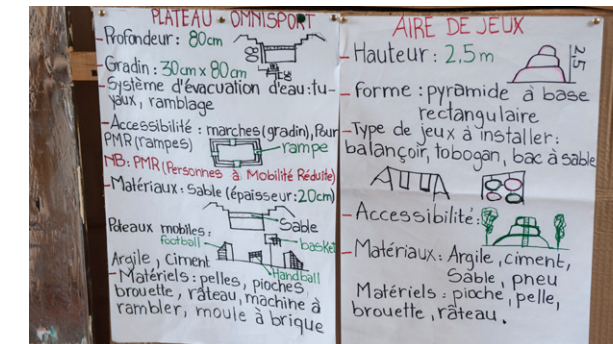 PLATEAU OMNISPORT
- Profondeur : 80cm
80
- Gradin : 30cm x 80cm
- Système d'évacuation d'eau : tu-
yaux, ramblage
- Accessibilité : marches (gradin), Pour
PMR (rampes)
rampe
NB: PMR (Personnes à Mobilité Réduite)
- Matériaux : Sable (épaisseur : 20cm)
Sable
Poteaux mobiles :
football
basket
Handball
Argile, Ciment
- Matériels : pelles, pioches,
brouette, râteau, machine à
rambler, moule à brique
AIRE DE JEUX
- Hauteur : 2,5 m
2,5
- forme : pyramide à base
rectangulaire
- Type de jeux à installer :
balançoir, tobogan, bac à sable
- Accessibilité :
- Matériaux : Argile, ciment,
Sable, pneu
Matériels : pioche, pelle,
brouette, râteau.